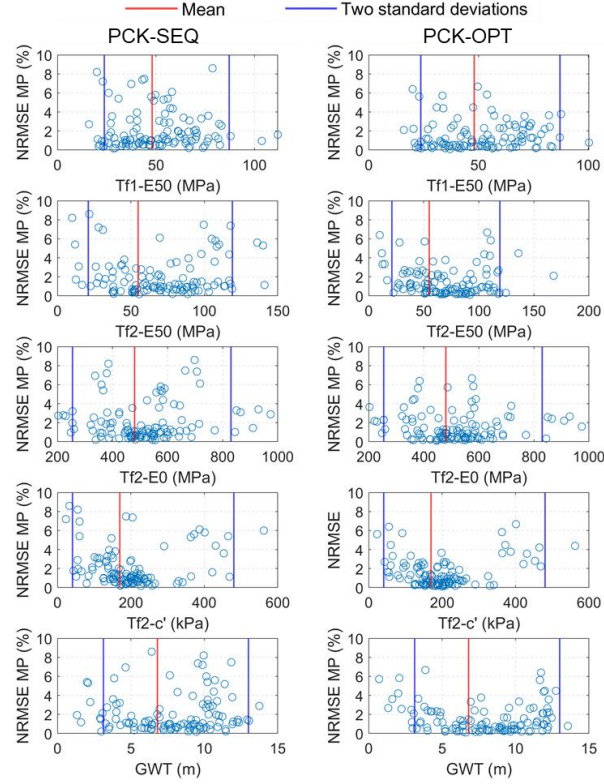 Mean Two standard deviations
PCK-SEQ PCK-OPT
NRMSE MP (%) 10 8 6 4 2 0 NRMSE MP (%) 10 8 6 4 2 0
0 50 100 0 50 100
Tf1-E50 (MPa) Tf1-E50 (MPa)
NRMSE MP (%) 10 8 6 4 2 0 NRMSE MP (%) 10 8 6 4 2 0
0 50 100 150 0 50 100 150 200
Tf2-E50 (MPa) Tf2-E50 (MPa)
NRMSE MP (%) 10 8 6 4 2 0 NRMSE MP (%) 10 8 6 4 2 0
200 400 600 800 1000 200 400 600 800 1000
Tf2-E0 (MPa) Tf2-E0 (MPa)
NRMSE MP (%) 10 8 6 4 2 0 NRMSE 10 8 6 4 2 0
0 200 400 600 0 200 400 600
Tf2-c' (kPa) Tf2-c' (kPa)
NRMSE MP (%) 10 8 6 4 2 0 NRMSE MP (%) 10 8 6 4 2 0
0 5 10 15 0 5 10 15
GWT (m) GWT (m)